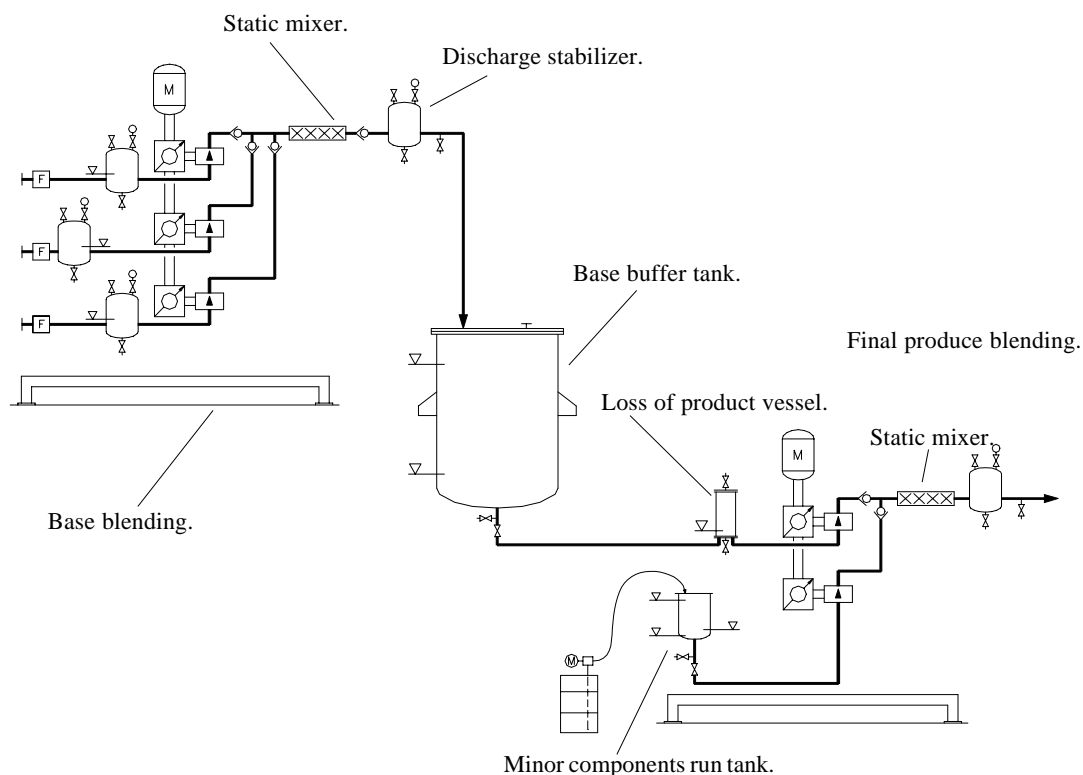 Static mixer.
Discharge stabilizer.
M
F
F
F
Base buffer tank.
Final produce blending.
Loss of product vessel.
Static mixer.
M
Base blending.
M
Minor components run tank.